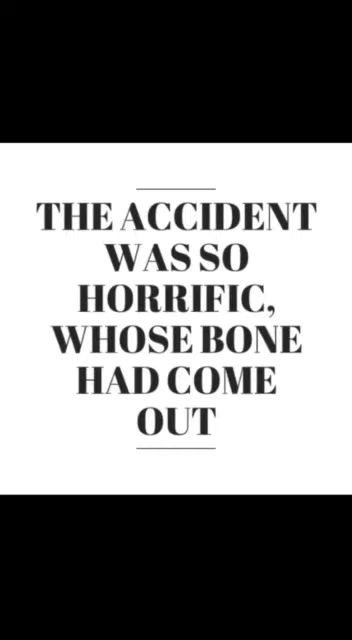 THE ACCIDENT
WAS SO
HORRIFIC,
WHOSE BONE
HAD COME
OUT